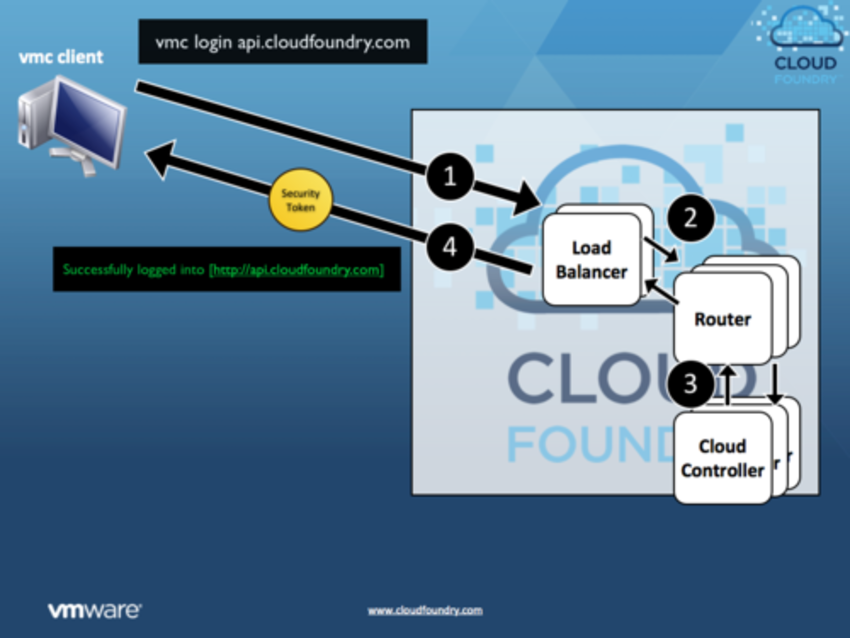 vmc login api.cloudfoundry.com
vmc client
CLOUD
FOUNDRY
1
Security
Token
2
4
Load
Balancer
Successfully logged into [http://api.cloudfoundry.com]
Router
CLOU
3
FOUND
Cloud
Controller
r
r
vmware
www.cloudfoundry.com